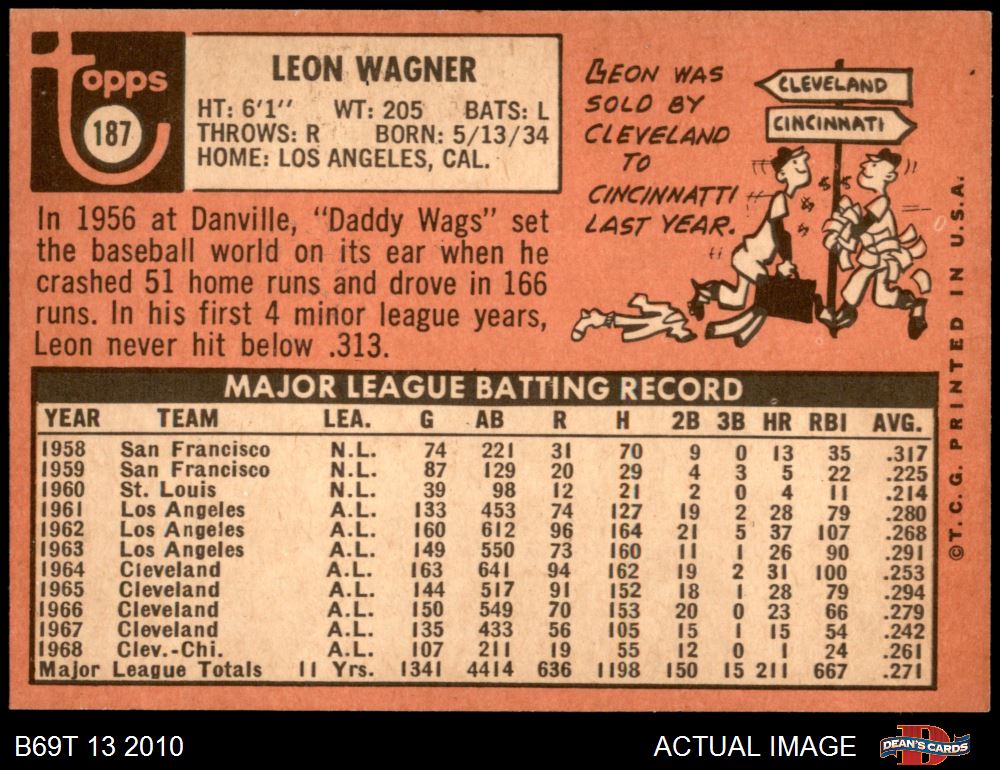 topps
187
LEON WAGNER
HT: 6'1" WT: 205 BATS: L
THROWS: R BORN: 5/13/34
HOME: LOS ANGELES, CAL.
In 1956 at Danville, "Daddy Wags" set
the baseball world on its ear when he
crashed 51 home runs and drove in 166
runs. In his first 4 minor league years,
Leon never hit below .313.
LEON WAS
SOLD BY
CLEVELAND
TO
CINCINNATTI
LAST YEAR.
CLEVELAND
CINCINNATI
$$
MAJOR LEAGUE BATTING RECORD
YEAR TEAM LEA. G AB R H 2B 3B HR RBI AVG.
1958 San Francisco N.L. 74 221 31 70 9 0 13 35 .317
1959 San Francisco N.L. 87 129 20 29 4 3 5 22 .225
1960 St. Louis N.L. 39 98 12 21 2 0 4 11 .214
1961 Los Angeles A.L. 133 453 74 127 19 2 28 79 .280
1962 Los Angeles A.L. 160 612 96 164 21 5 37 107 .268
1963 Los Angeles A.L. 149 550 73 160 11 1 26 90 .291
1964 Cleveland A.L. 163 641 94 162 19 2 31 100 .253
1965 Cleveland A.L. 144 517 91 152 18 1 28 79 .294
1966 Cleveland A.L. 150 549 70 153 20 0 23 66 .279
1967 Cleveland A.L. 135 433 56 105 15 1 15 54 .242
1968 Clev.-Chi. A.L. 107 211 19 55 12 0 1 24 .261
Major League Totals 11 Yrs. 1341 4414 636 1198 150 15 211 667 .271
© T.C.G. PRINTED IN U.S.A.
B69T 13 2010
ACTUAL IMAGE
D
DEAN'S CARDS